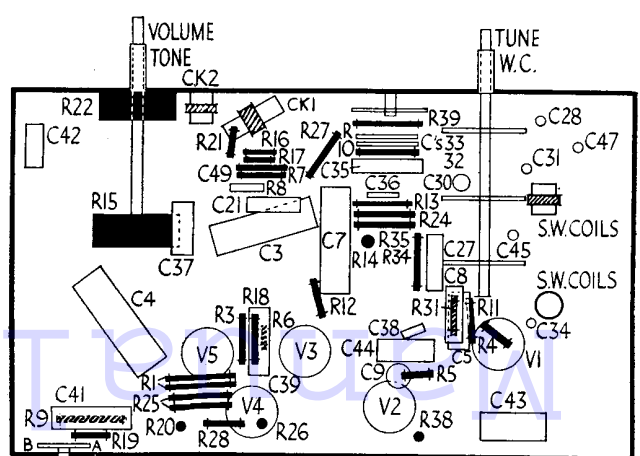 VOLUME
TONE
TUNE
W.C.
CK2
CK1
R22
C42
R21
R16
R17
R27
R39
R
10
C's 33
32
C28
C47
C31
C49
R7
R8
C35
C30
C36
C21
R15
R13
R24
C3
C7
C37
R14
R35
R34
C27
C45
S.W.COILS
S.W.COILS
C8
C4
R12
R31
R11
R18
R3
R6
C38
C44
C5
R4
V1
C34
V5
V3
C9
R5
R1
C39
R25
V4
V2
C43
C41
R9
R20
R28
R26
R38
R19
B
A
Manual